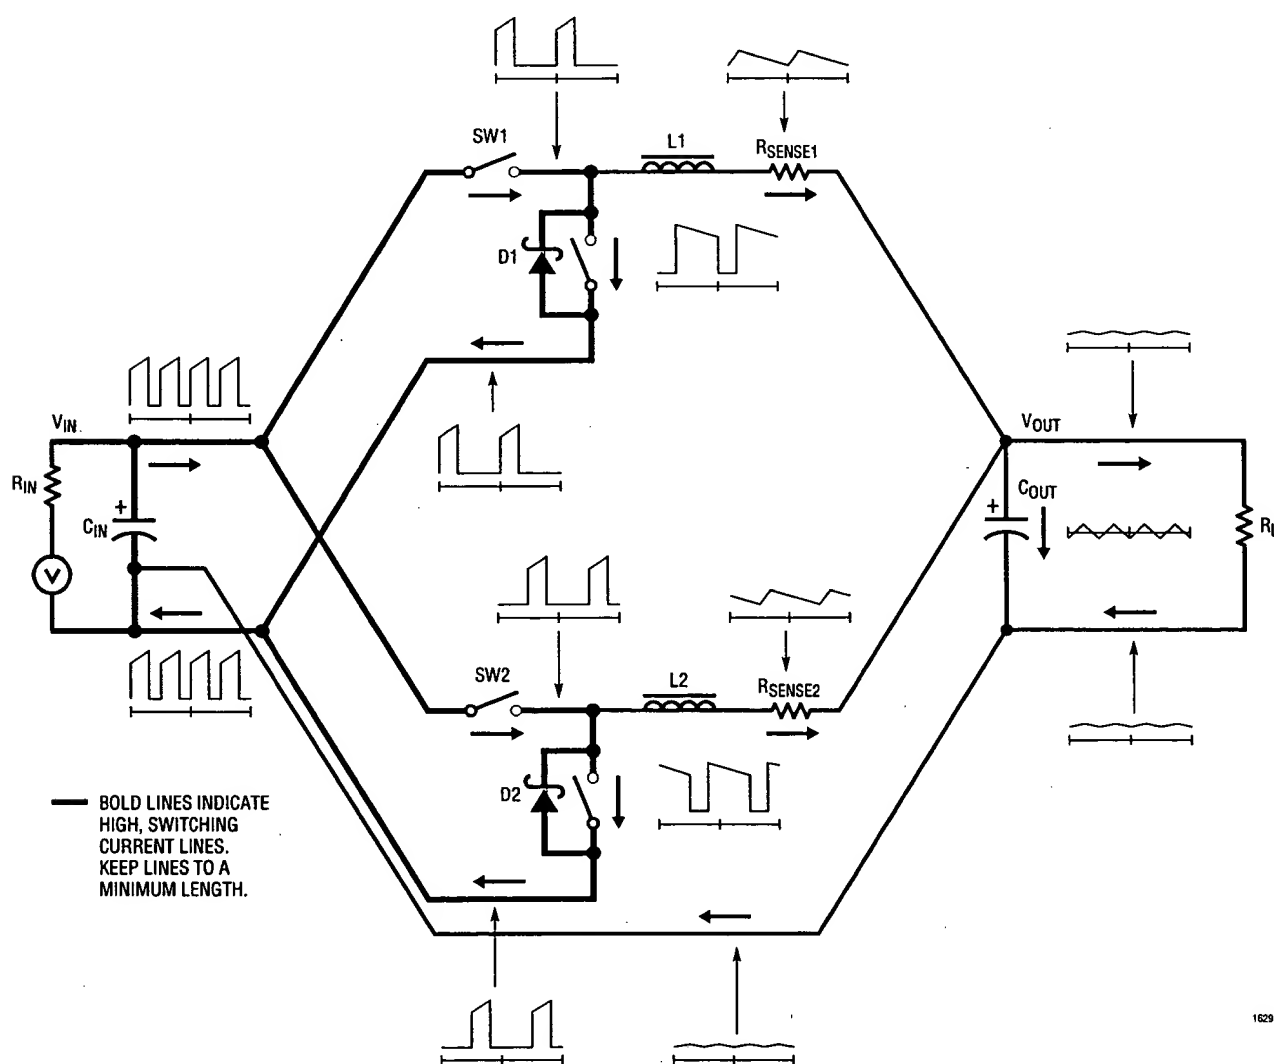 SW1
L1
RSENSE1
D1
VIN
RIN
+
CIN
V
VOUT
+
COUT
SW2
L2
RSENSE2
D2
BOLD LINES INDICATE
HIGH, SWITCHING
CURRENT LINES.
KEEP LINES TO A
MINIMUM LENGTH.
1629